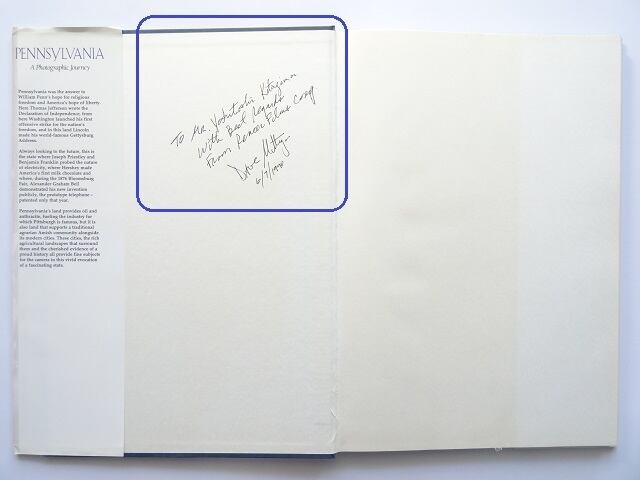 PENNSYLVANIA
A Photographic Journey
Pennsylvania was the answer to
William Penn's hope for religious
freedom and America's hope of liberty.
Here Thomas Jefferson wrote the
Declaration of Independence, from
here Washington launched his first
offensive strike for the nation's
freedom, and in this land Lincoln
made his world-famous Gettysburg
Address.
Always looking to the future, this is
the state where Joseph Priestley and
Benjamin Franklin probed the nature
of electricity, where Hershey made
America's first milk chocolate and
where, during the 1876 Bloomsburg
Fair, Alexander Graham Bell
demonstrated his new invention
publicly, the prototype telephone –
patented only that year.
Pennsylvania's land provides oil and
anthracite, fueling the industry for
which Pittsburgh is famous, but it is
also land that supports a traditional
agrarian Amish community alongside
its modern cities. These cities, the rich
agricultural landscapes that surround
them and the cherished evidence of a
proud history all provide fine subjects
for the camera in this vivid evocation
of a fascinating state.
To Mr.
With Best Regards
From Films Corp
Dave